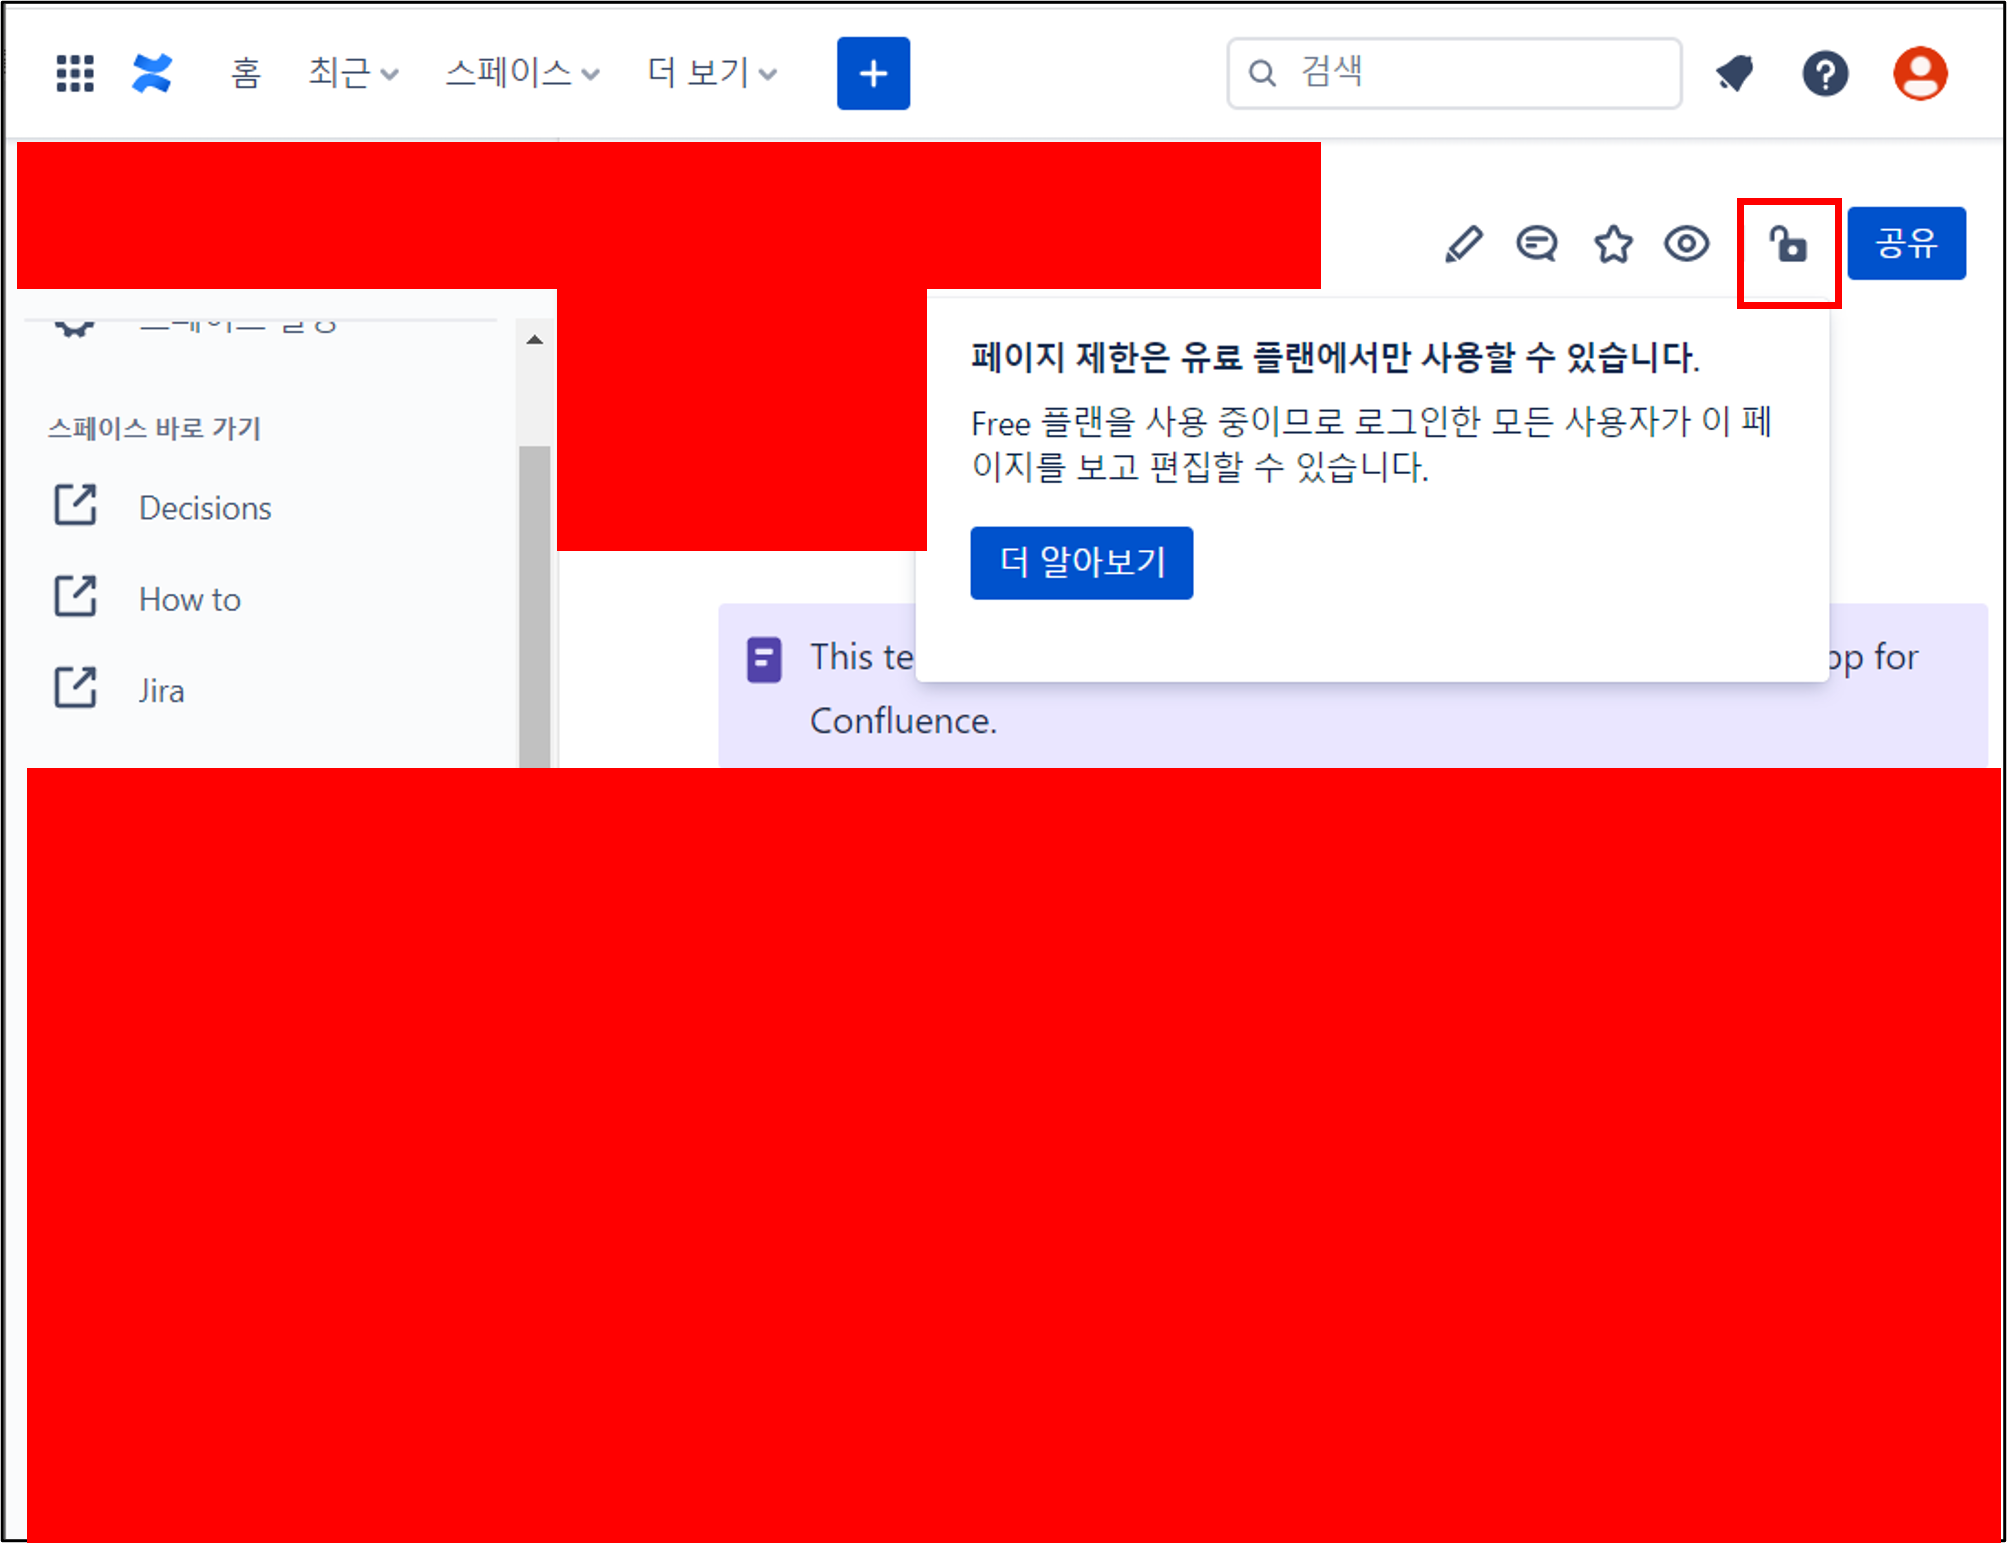 홈 최근 스페이스 더 보기 + 검색
공유
스페이스 바로 가기
Decisions
How to
Jira
페이지 제한은 유료 플랜에서만 사용할 수 있습니다.
Free 플랜을 사용 중이므로 로그인한 모든 사용자가 이 페
이지를 보고 편집할 수 있습니다.
더 알아보기
This for
Confluence.